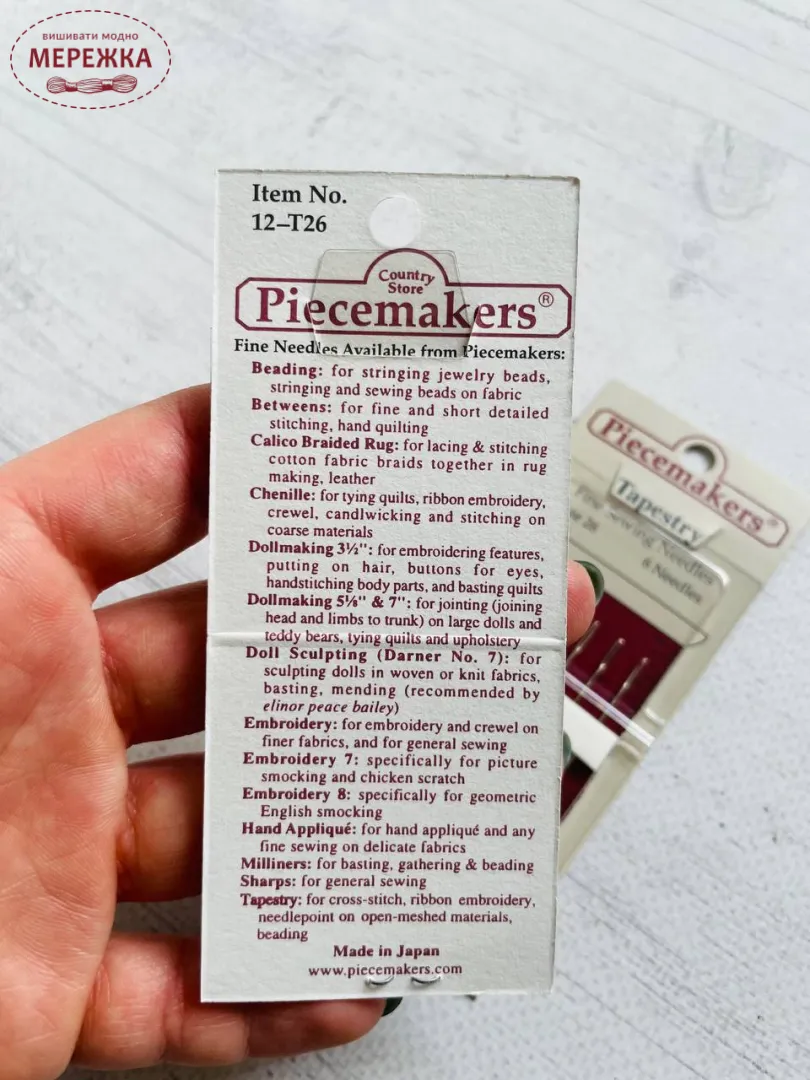 вишивати модно
МЕРЕЖКА
Item No.
12–T26
Country
Store
Piecemakers®
Fine Needles Available from Piecemakers:
Beading: for stringing jewelry beads,
stringing and sewing beads on fabric
Betweens: for fine and short detailed
stitching, hand quilting
Calico Braided Rug: for lacing & stitching
cotton fabric braids together in rug
making, leather
Chenille: for tying quilts, ribbon embroidery,
crewel, candlwicking and stitching on
coarse materials
Dollmaking 3½": for embroidering features,
putting on hair, buttons for eyes,
handstitching body parts, and basting quilts
Dollmaking 5⅛" & 7": for jointing (joining
head and limbs to trunk) on large dolls and
teddy bears, tying quilts and upholstery
Doll Sculpting (Darner No. 7): for
sculpting dolls in woven or knit fabrics,
basting, mending (recommended by
elinor peace bailey)
Embroidery: for embroidery and crewel on
finer fabrics, and for general sewing
Embroidery 7: specifically for picture
smocking and chicken scratch
Embroidery 8: specifically for geometric
English smocking
Hand Appliqué: for hand appliqué and any
fine sewing on delicate fabrics
Milliners: for basting, gathering & beading
Sharps: for general sewing
Tapestry: for cross-stitch, ribbon embroidery,
needlepoint on open-meshed materials,
beading
Made in Japan
www.piecemakers.com
Piecemakers®
Tapestry
Fine Sewing Needles
26
6 Needles